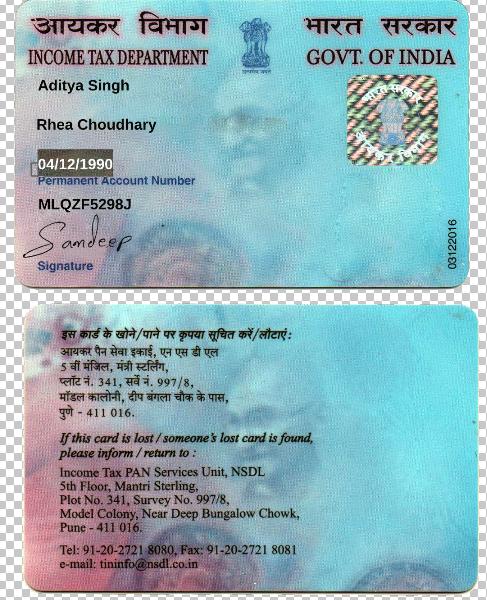 आयकर विभाग
भारत सरकार
INCOME TAX DEPARTMENT
GOVT. OF INDIA
Aditya Singh
Rhea Choudhary
04/12/1990
Permanent Account Number
MLQZF5298J
Sandeep
Signature
03122016
इस कार्ड के खोने/पाने पर कृपया सूचित करें/लौटाएं:
आयकर पैन सेवा इकाई, एन एस डी एल
5 वीं मंजिल, मंत्री स्टर्लिंग,
प्लॉट नं. 341, सर्वे नं. 997/8,
मॉडल कालोनी, दीप बंगला चौक के पास,
पुणे - 411 016.
If this card is lost / someone's lost card is found,
please inform / return to :
Income Tax PAN Services Unit, NSDL
5th Floor, Mantri Sterling,
Plot No. 341, Survey No. 997/8,
Model Colony, Near Deep Bungalow Chowk,
Pune - 411 016.
Tel: 91-20-2721 8080, Fax: 91-20-2721 8081
e-mail: tininfo@nsdl.co.in